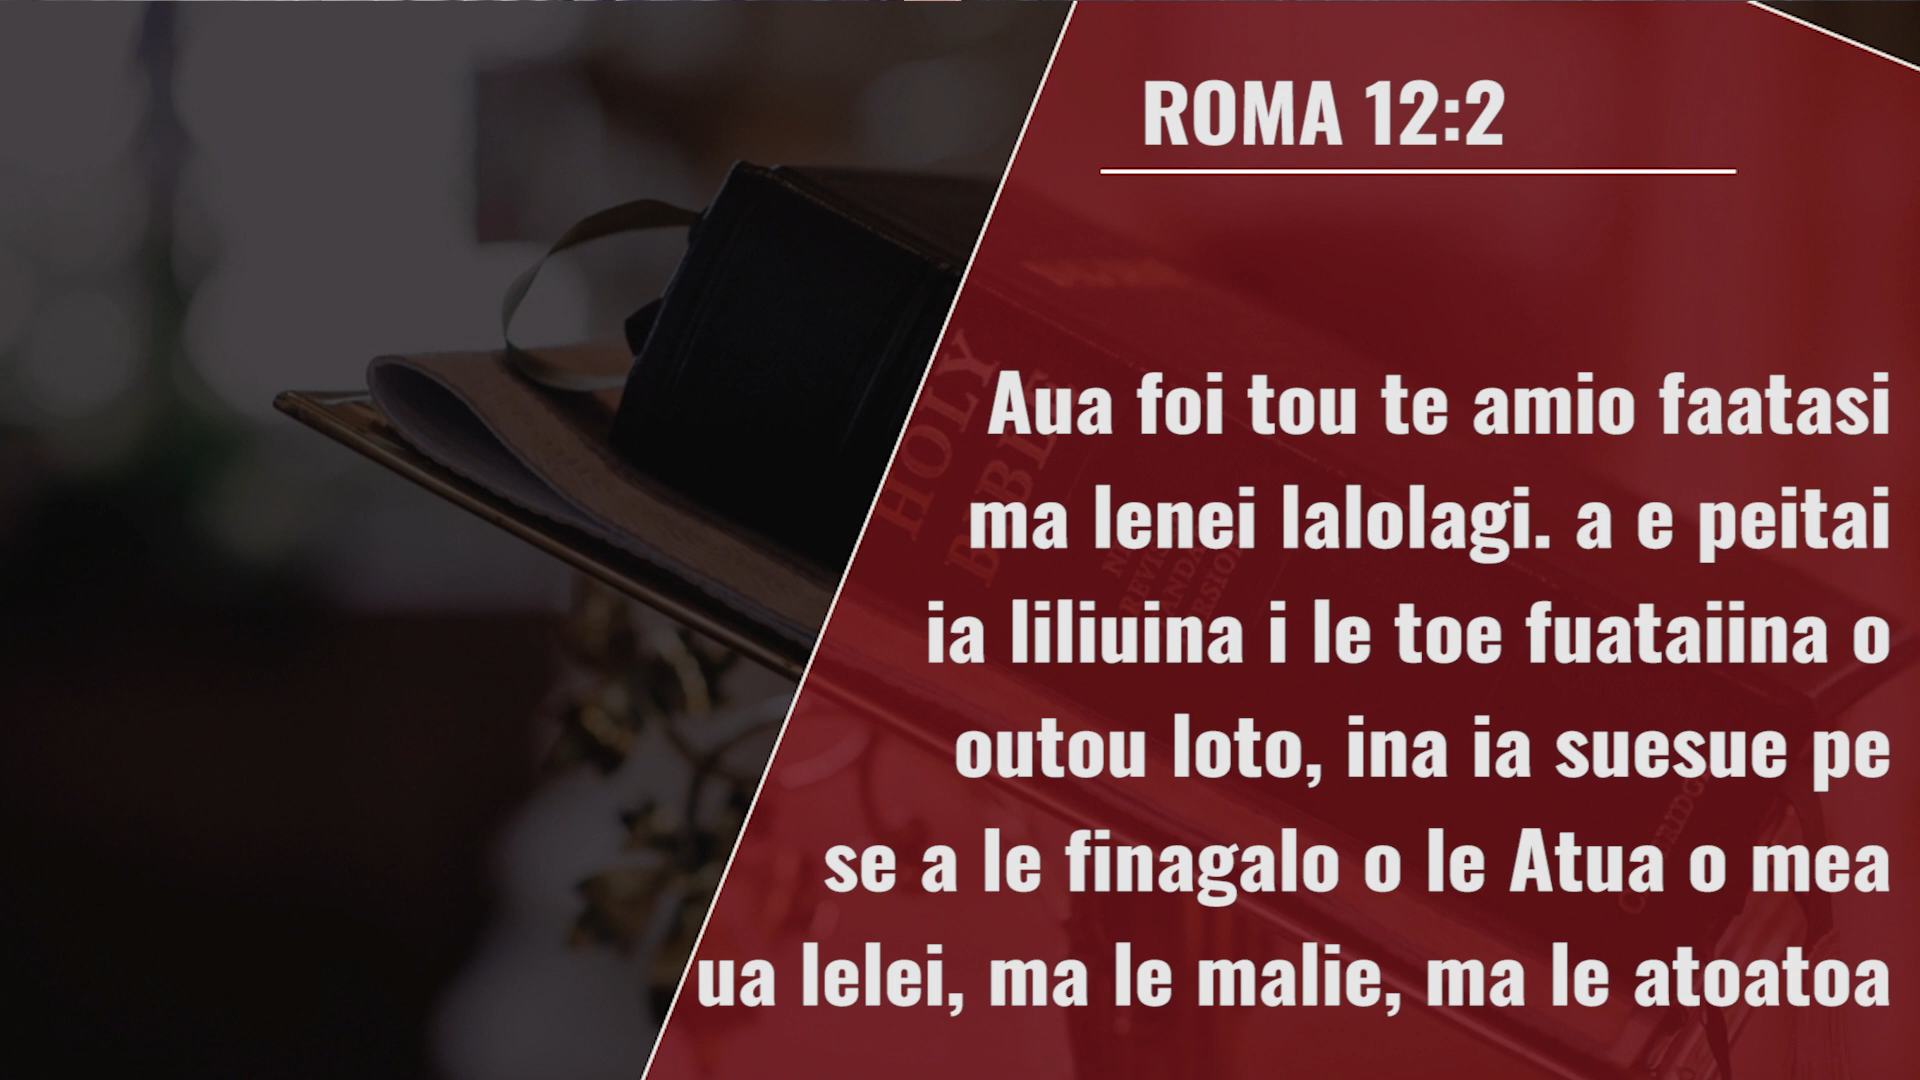 ROMA 12:2
Aua foi tou te amio faatasi
ma lenei lalolagi. a e peitai
ia liliuina i le toe fuataiina o
outou loto, ina ia suesue pe
se a le finagalo o le Atua o mea
ua lelei, ma le malie, ma le atoatoa
HOLY
BIBLE